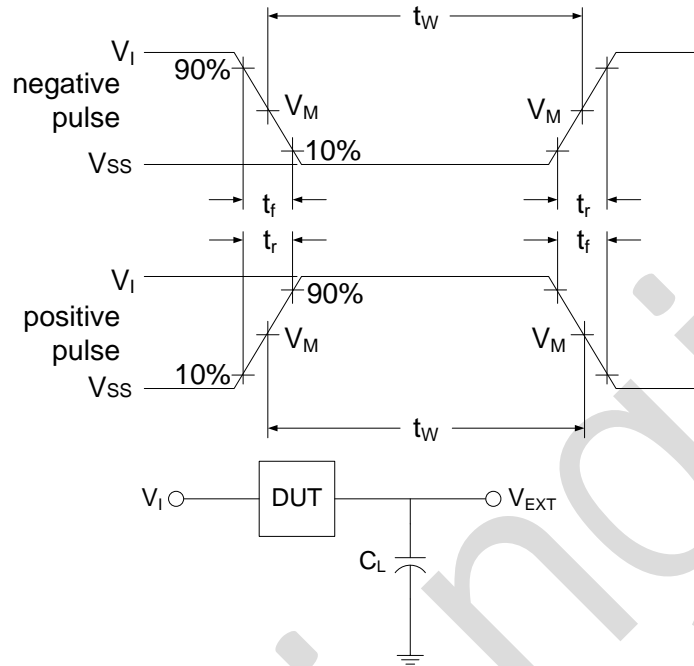 tW
VI
90%
negative
pulse
VM
VM
10%
VSS
tf
tr
tr
tf
VI
90%
positive
pulse
VM
VM
10%
VSS
tW
VI
DUT
VEXT
CL